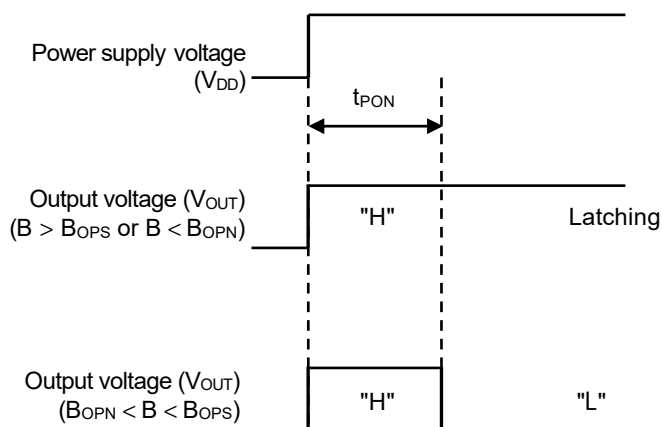 Power supply voltage
(VDD)
tPON
Output voltage (VOUT)
(B > BOPS or B < BOPN)
"H"
Latching
Output voltage (VOUT)
(BOPN < B < BOPS)
"H"
"L"